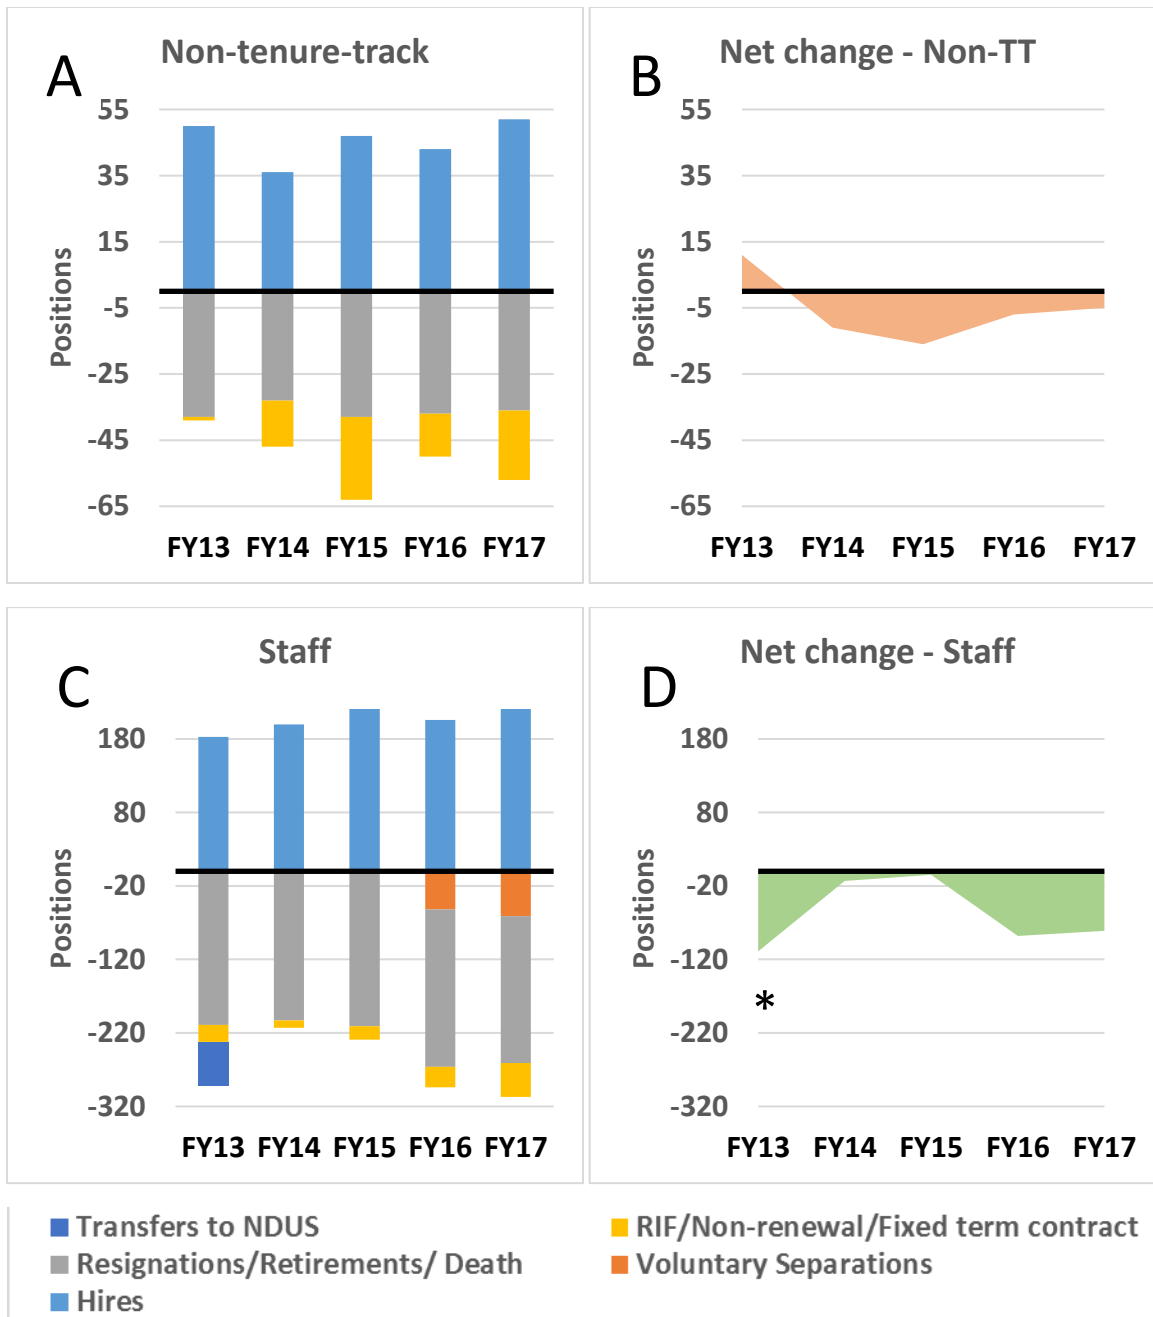 A
Non-tenure-track
Positions
55
35
15
-5
-25
-45
-65
FY13 FY14 FY15 FY16 FY17
B
Net change - Non-TT
Positions
55
35
15
-5
-25
-45
-65
FY13 FY14 FY15 FY16 FY17
C
Staff
Positions
180
80
-20
-120
-220
-320
FY13 FY14 FY15 FY16 FY17
D
Net change - Staff
Positions
180
80
-20
-120
*
-220
-320
FY13 FY14 FY15 FY16 FY17
Transfers to NDUS
RIF/Non-renewal/Fixed term contract
Resignations/Retirements/ Death
Voluntary Separations
Hires